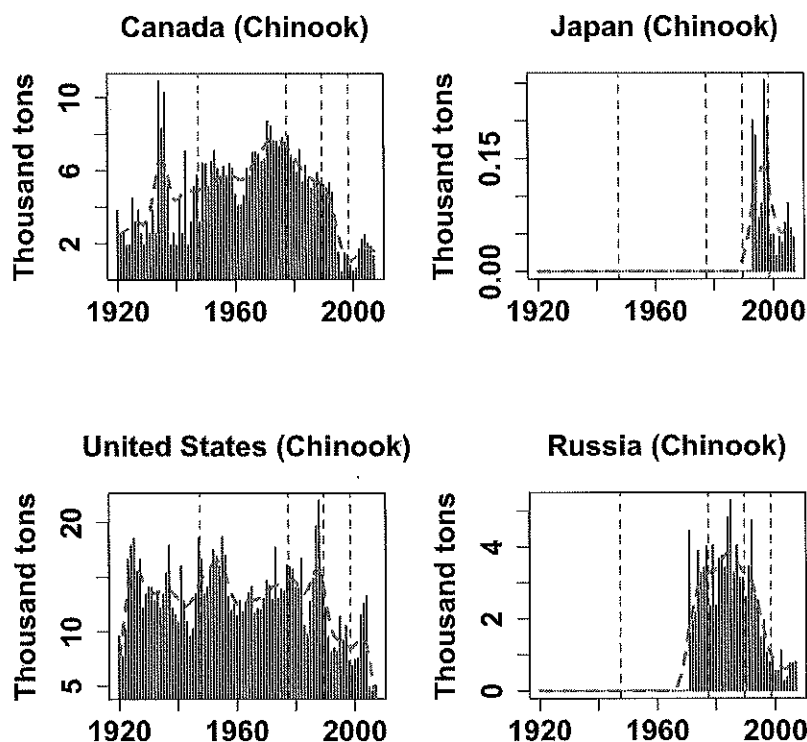 Canada (Chinook)
Thousand tons
10
6
2
1920 1960 2000
Japan (Chinook)
Thousand tons
0.15
0.00
1920 1960 2000
United States (Chinook)
Thousand tons
20
10
5
1920 1960 2000
Russia (Chinook)
Thousand tons
4
2
0
1920 1960 2000